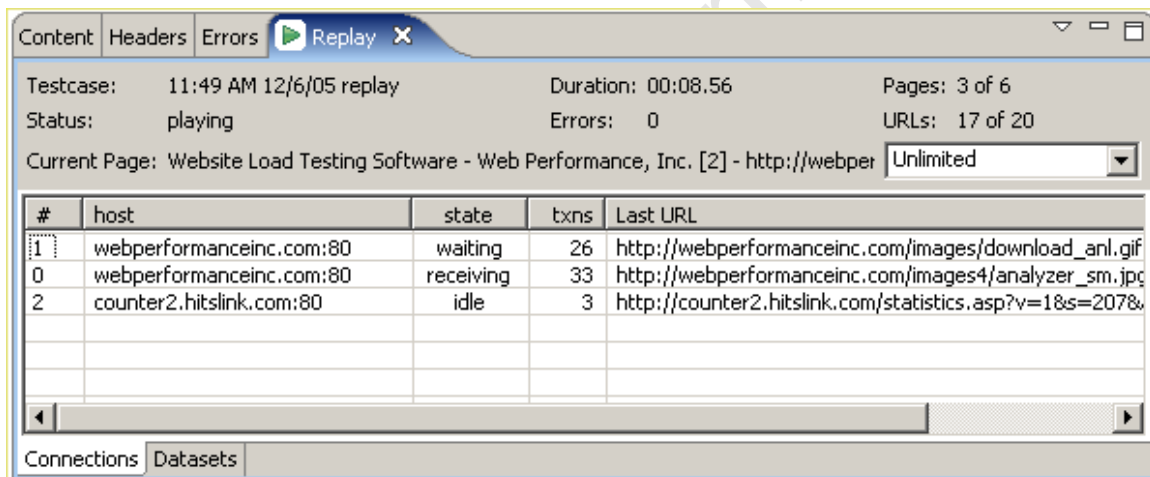 Content Headers Errors Replay
Testcase: 11:49 AM 12/6/05 replay Duration: 00:08.56 Pages: 3 of 6
Status: playing Errors: 0 URLs: 17 of 20
Current Page: Website Load Testing Software - Web Performance, Inc. [2] - http://webper Unlimited
# host state txns Last URL
1 webperformanceinc.com:80 waiting 26 http://webperformanceinc.com/images/download_anl.gif
0 webperformanceinc.com:80 receiving 33 http://webperformanceinc.com/images4/analyzer_sm.jpg
2 counter2.hitslink.com:80 idle 3 http://counter2.hitslink.com/statistics.asp?v=1&s=207&
Connections Datasets